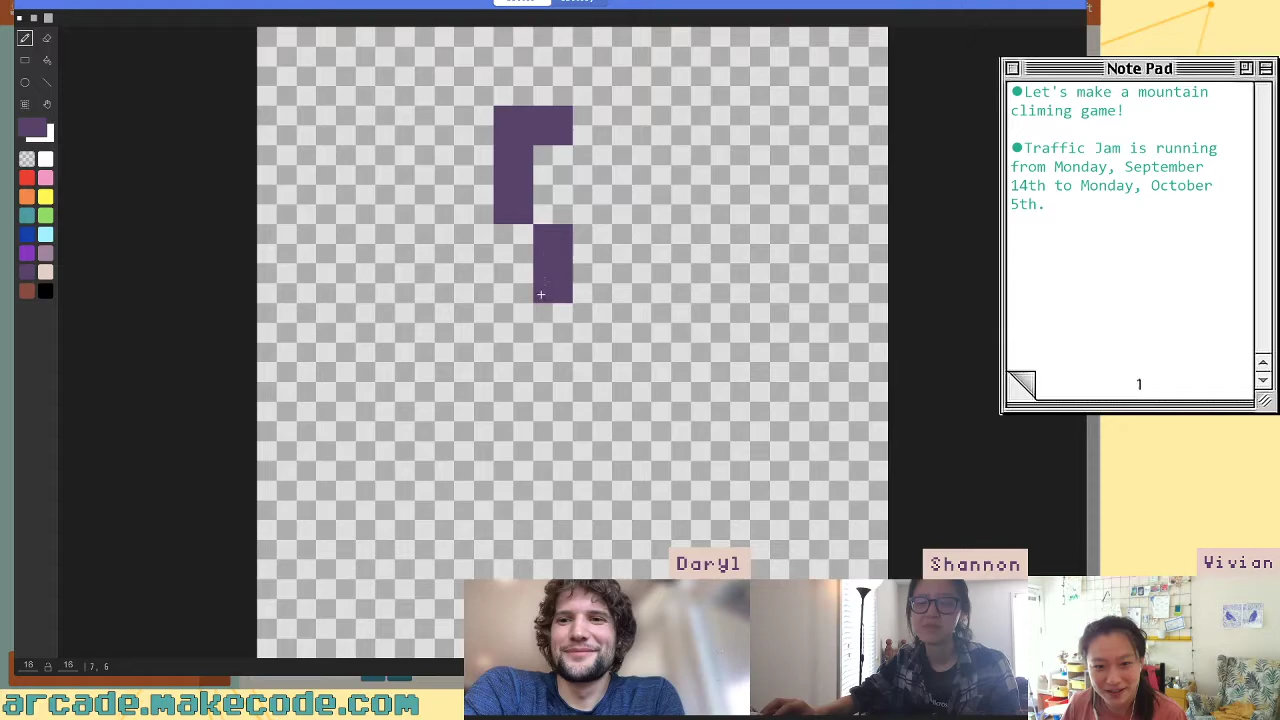 Note Pad
●Let's make a mountain
climing game!
●Traffic Jam is running
from Monday, September
14th to Monday, October
5th.
1
Daryl
Shannon
Vivian
16 16 7, 6
arcade.makecode.com